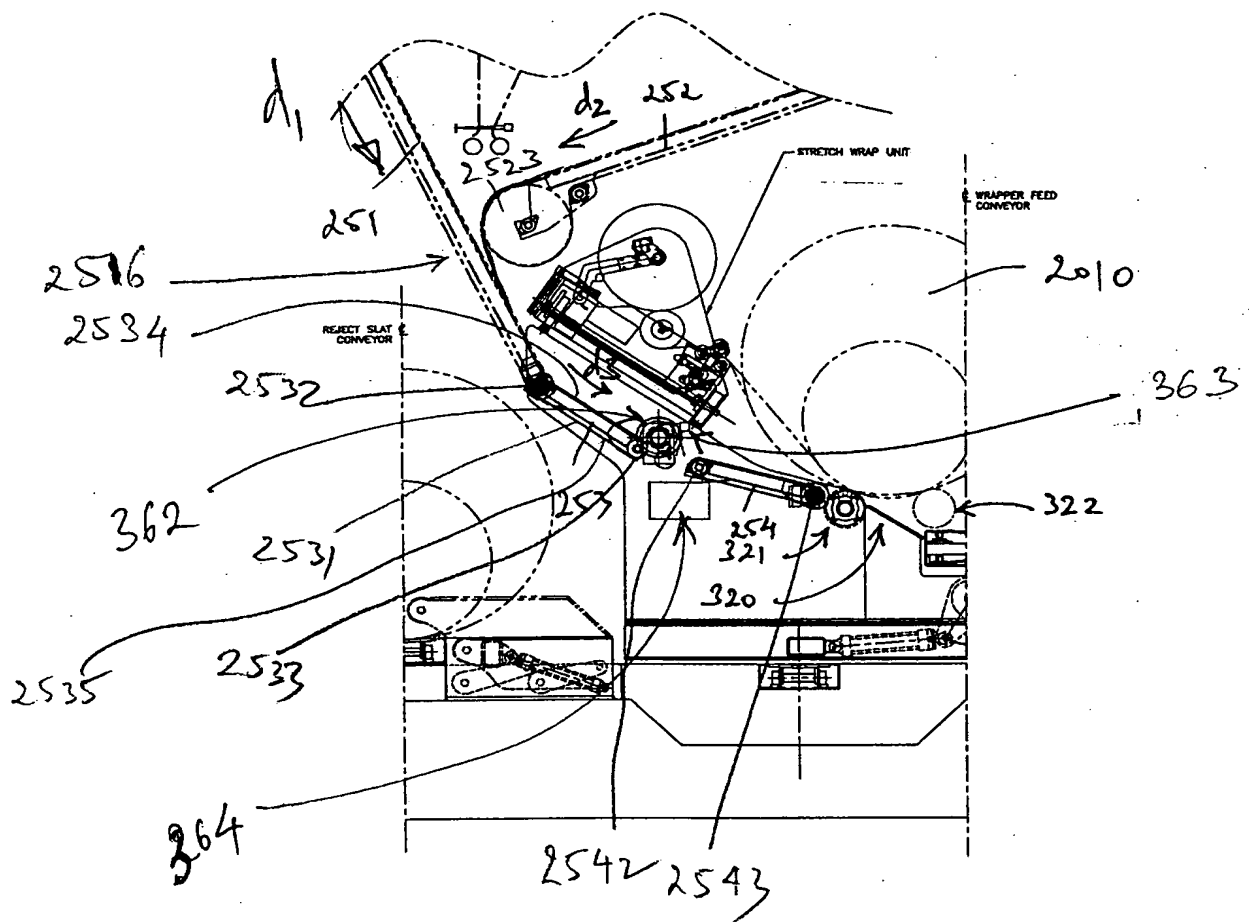 d1
d2
252
2523
STRETCH WRAP UNIT
℄ WRAPPER FEED
CONVEYOR
251
2516
2010
2534
REJECT SLAT ℄
CONVEYOR
2532
363
362
253
254
322
2531
321
320
2535
2533
364
2542
2543